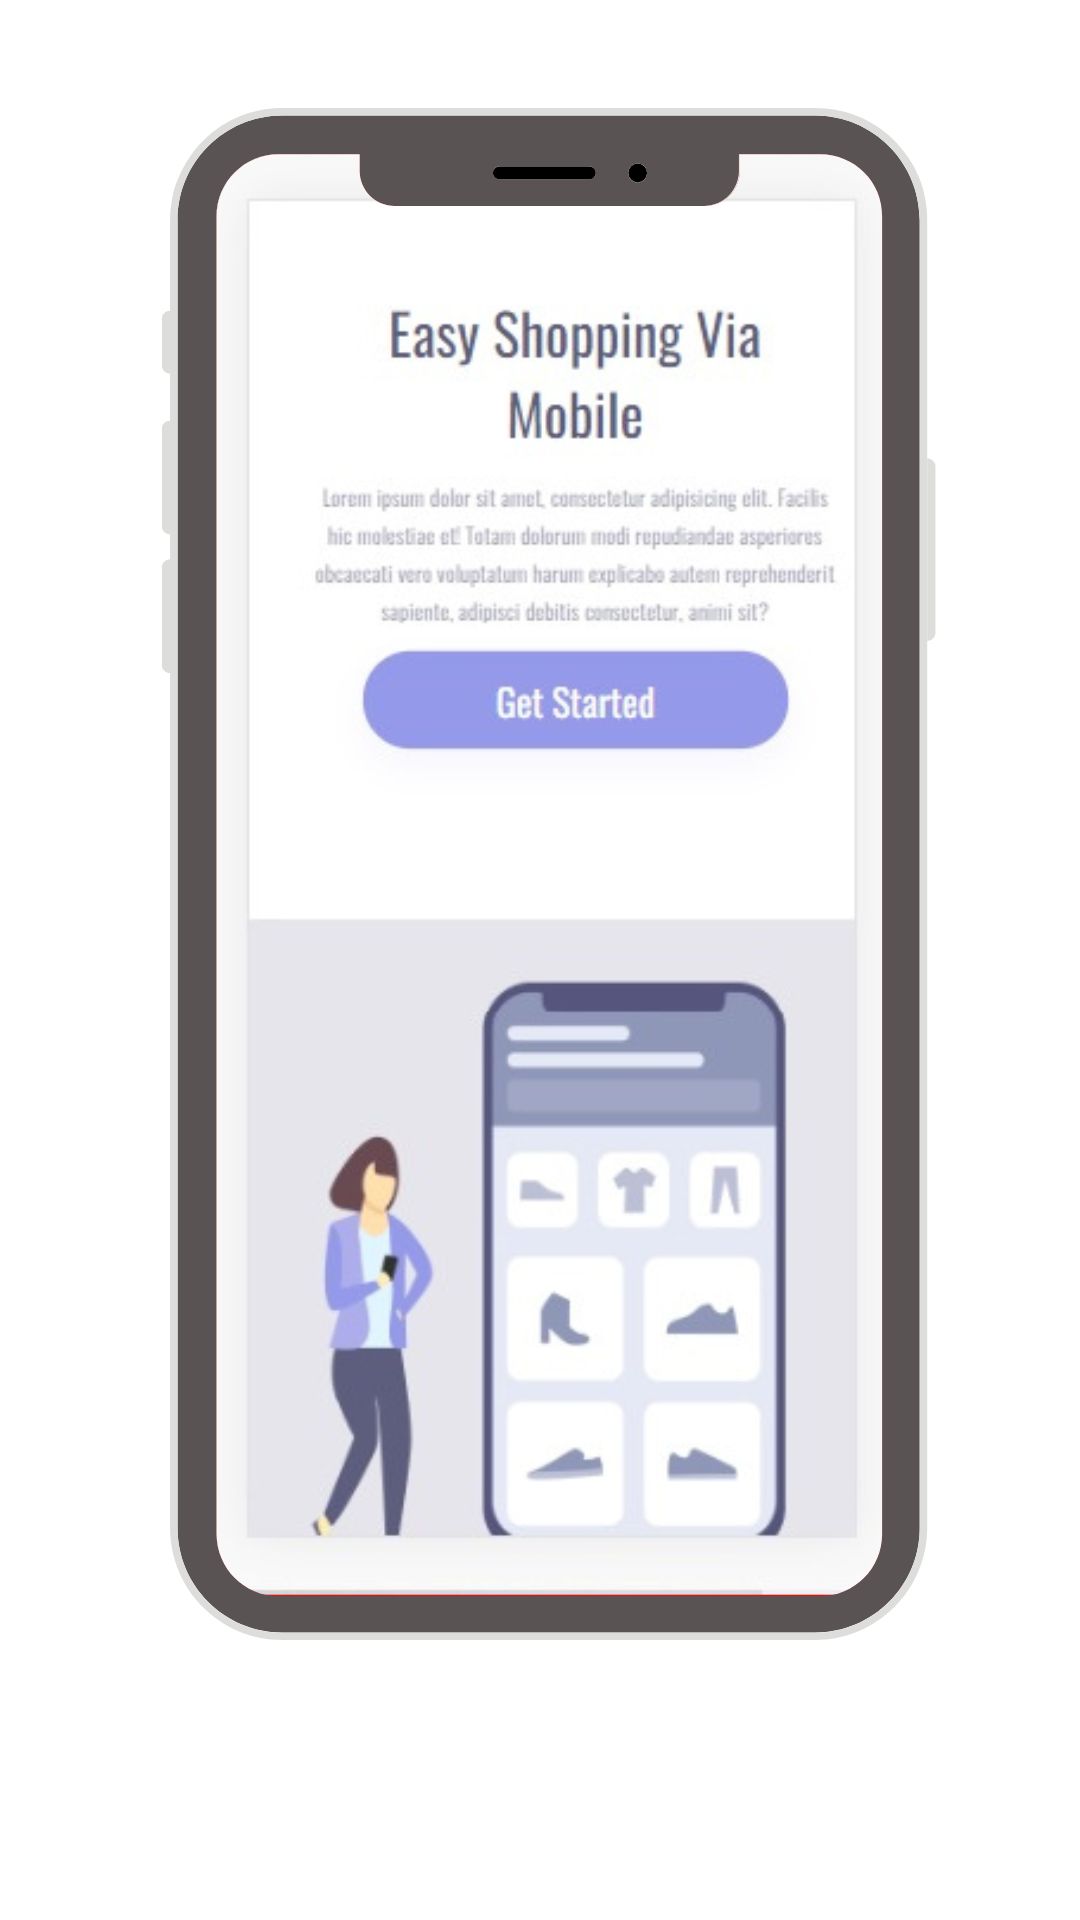 Easy Shopping Via
Mobile
Lorem ipsum dolor sit amet, consectetur adipisicing elit. Facilis
hic molestiae et! Totam dolorum modi repudiandae asperiores
obcaecati vero voluptatum harum explicabo autem reprehenderit
sapiente, adipisci debitis consectetur, animi sit?
Get Started